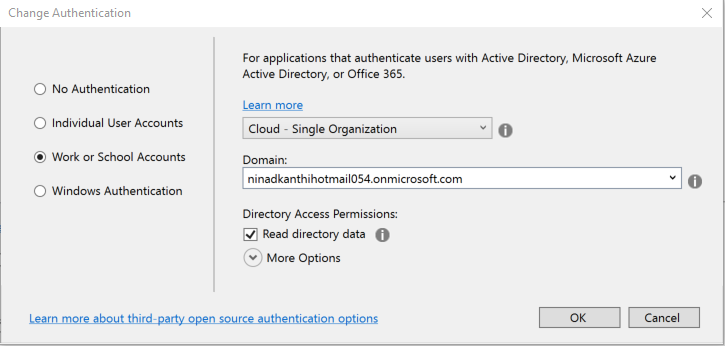 Change Authentication
No Authentication
Individual User Accounts
Work or School Accounts
Windows Authentication
For applications that authenticate users with Active Directory, Microsoft Azure
Active Directory, or Office 365.
Learn more
Cloud - Single Organization
Domain:
ninadkanthihotmail054.onmicrosoft.com
Directory Access Permissions:
Read directory data
More Options
Learn more about third-party open source authentication options
OK
Cancel